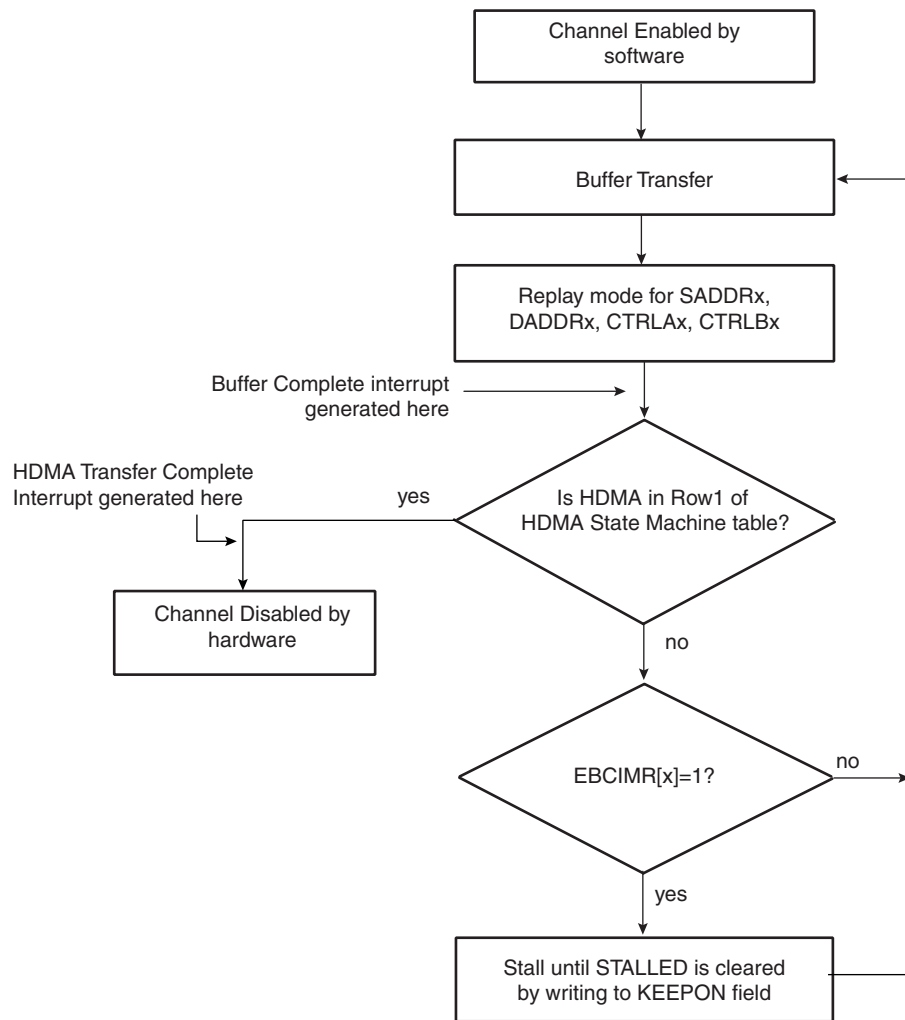 Channel Enabled by
software
Buffer Transfer
Replay mode for SADDRx,
DADDRx, CTRLAx, CTRLBx
Buffer Complete interrupt
generated here
HDMA Transfer Complete
Interrupt generated here
yes
Is HDMA in Row1 of
HDMA State Machine table?
Channel Disabled by
hardware
no
EBCIMR[x]=1?
no
yes
Stall until STALLED is cleared
by writing to KEEPON field